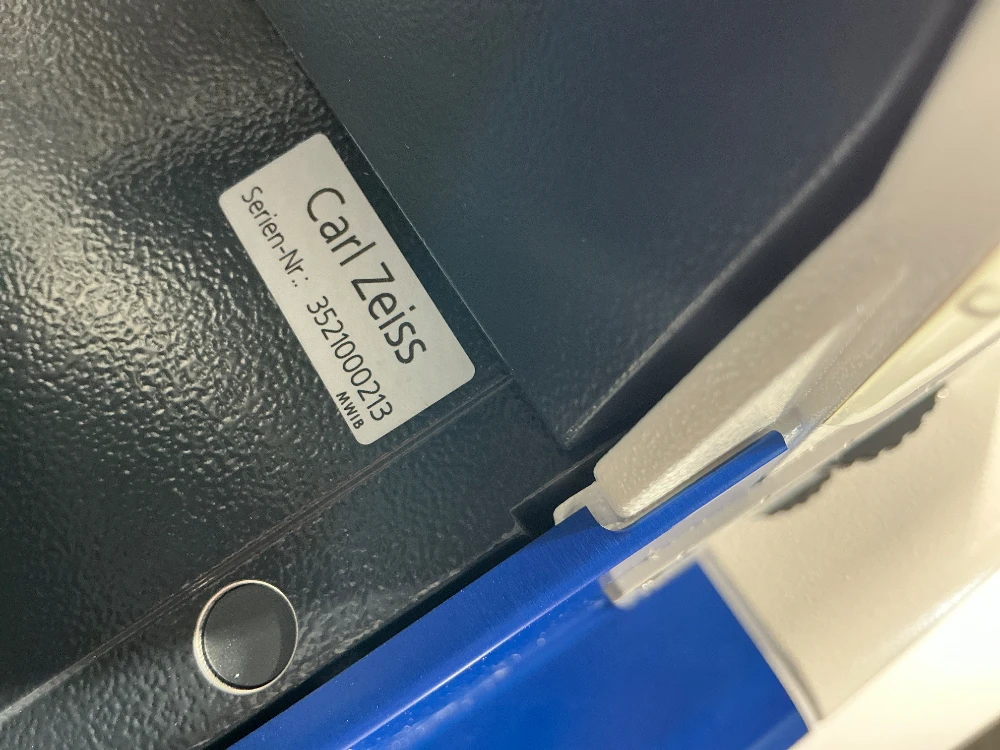 Carl Zeiss
Serien-Nr.: 3521000213
MWIB